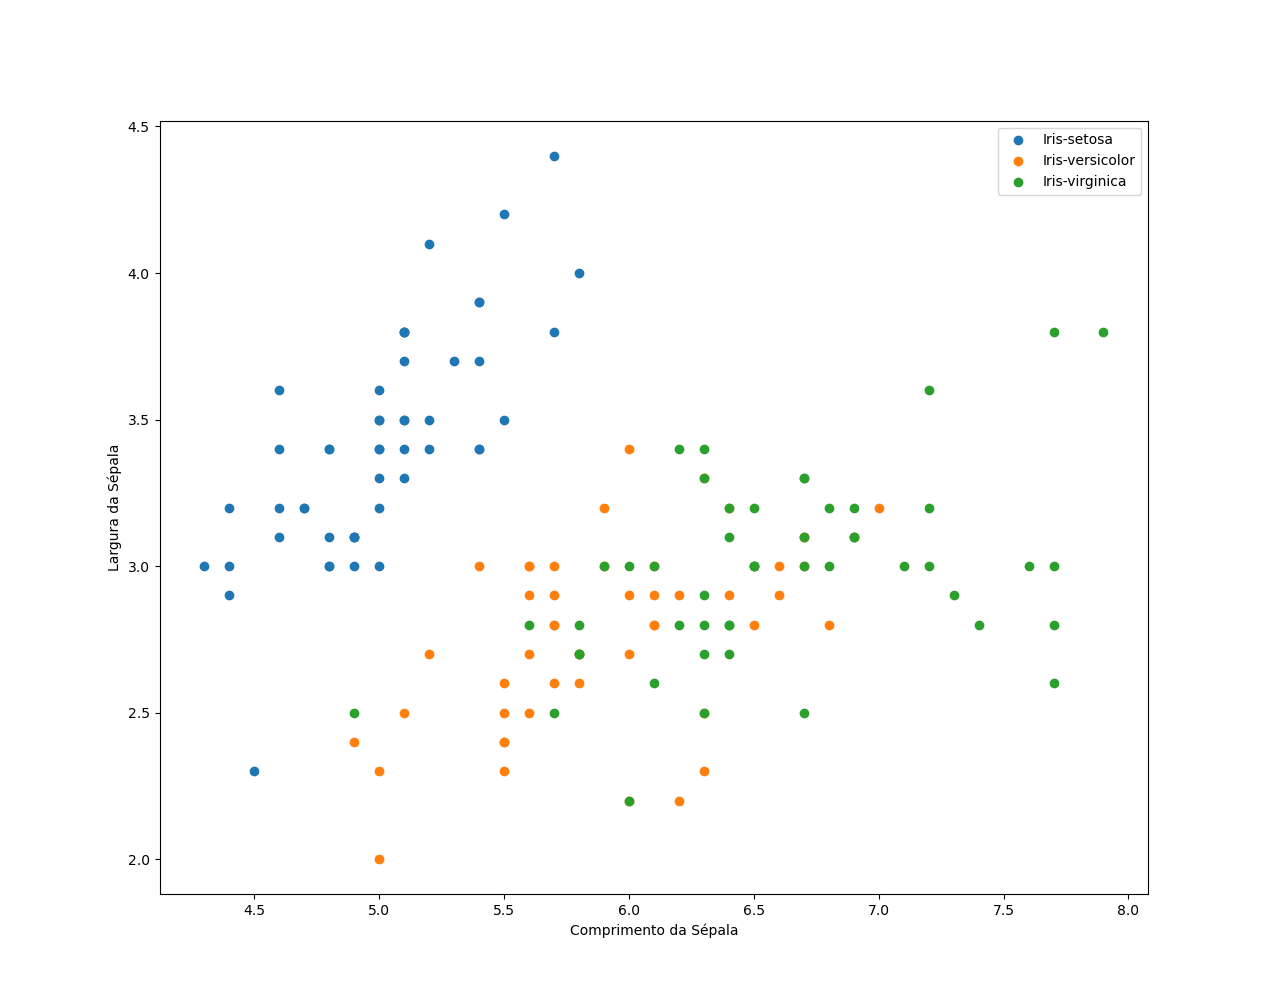 4.5
4.0
3.5
3.0
2.5
2.0
Largura da Sépala
Iris-setosa
Iris-versicolor
Iris-virginica
4.5 5.0 5.5 6.0 6.5 7.0 7.5 8.0
Comprimento da Sépala